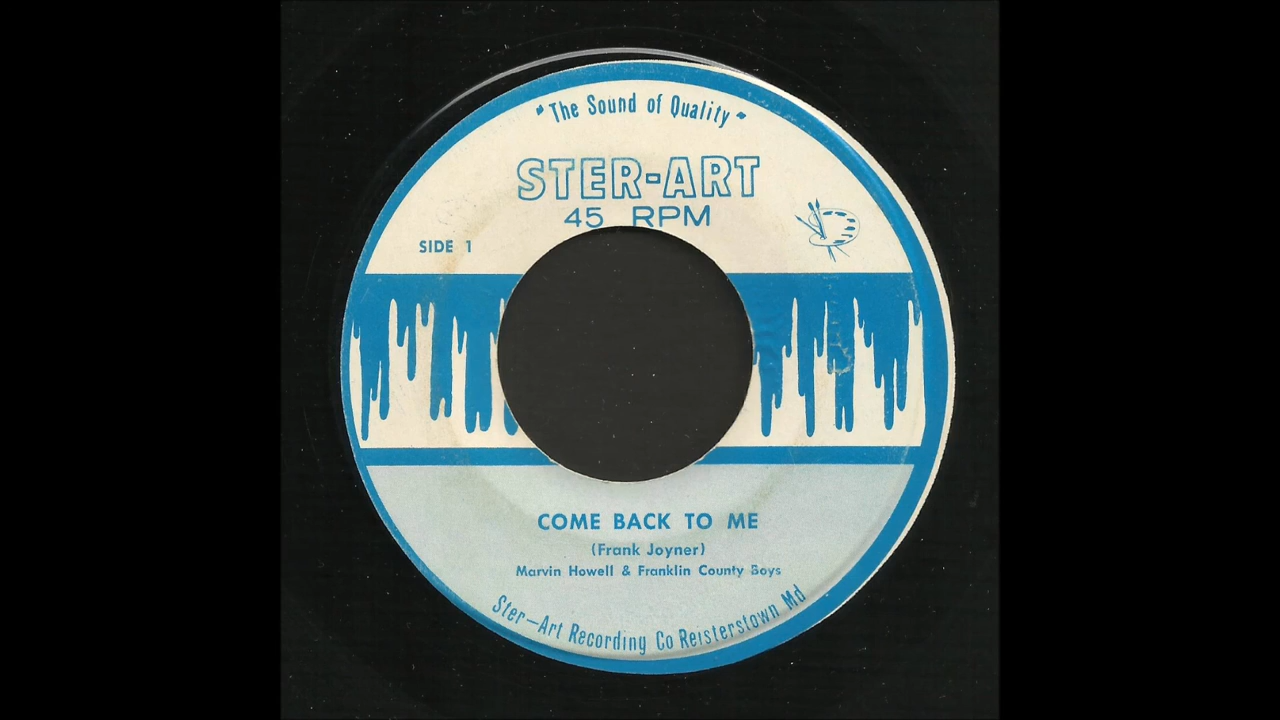 "The Sound of Quality"
STER-ART
45 RPM
SIDE 1
COME BACK TO ME
(Frank Joyner)
Marvin Howell & Franklin County Boys
Ster-Art Recording Co Reisterstown Md